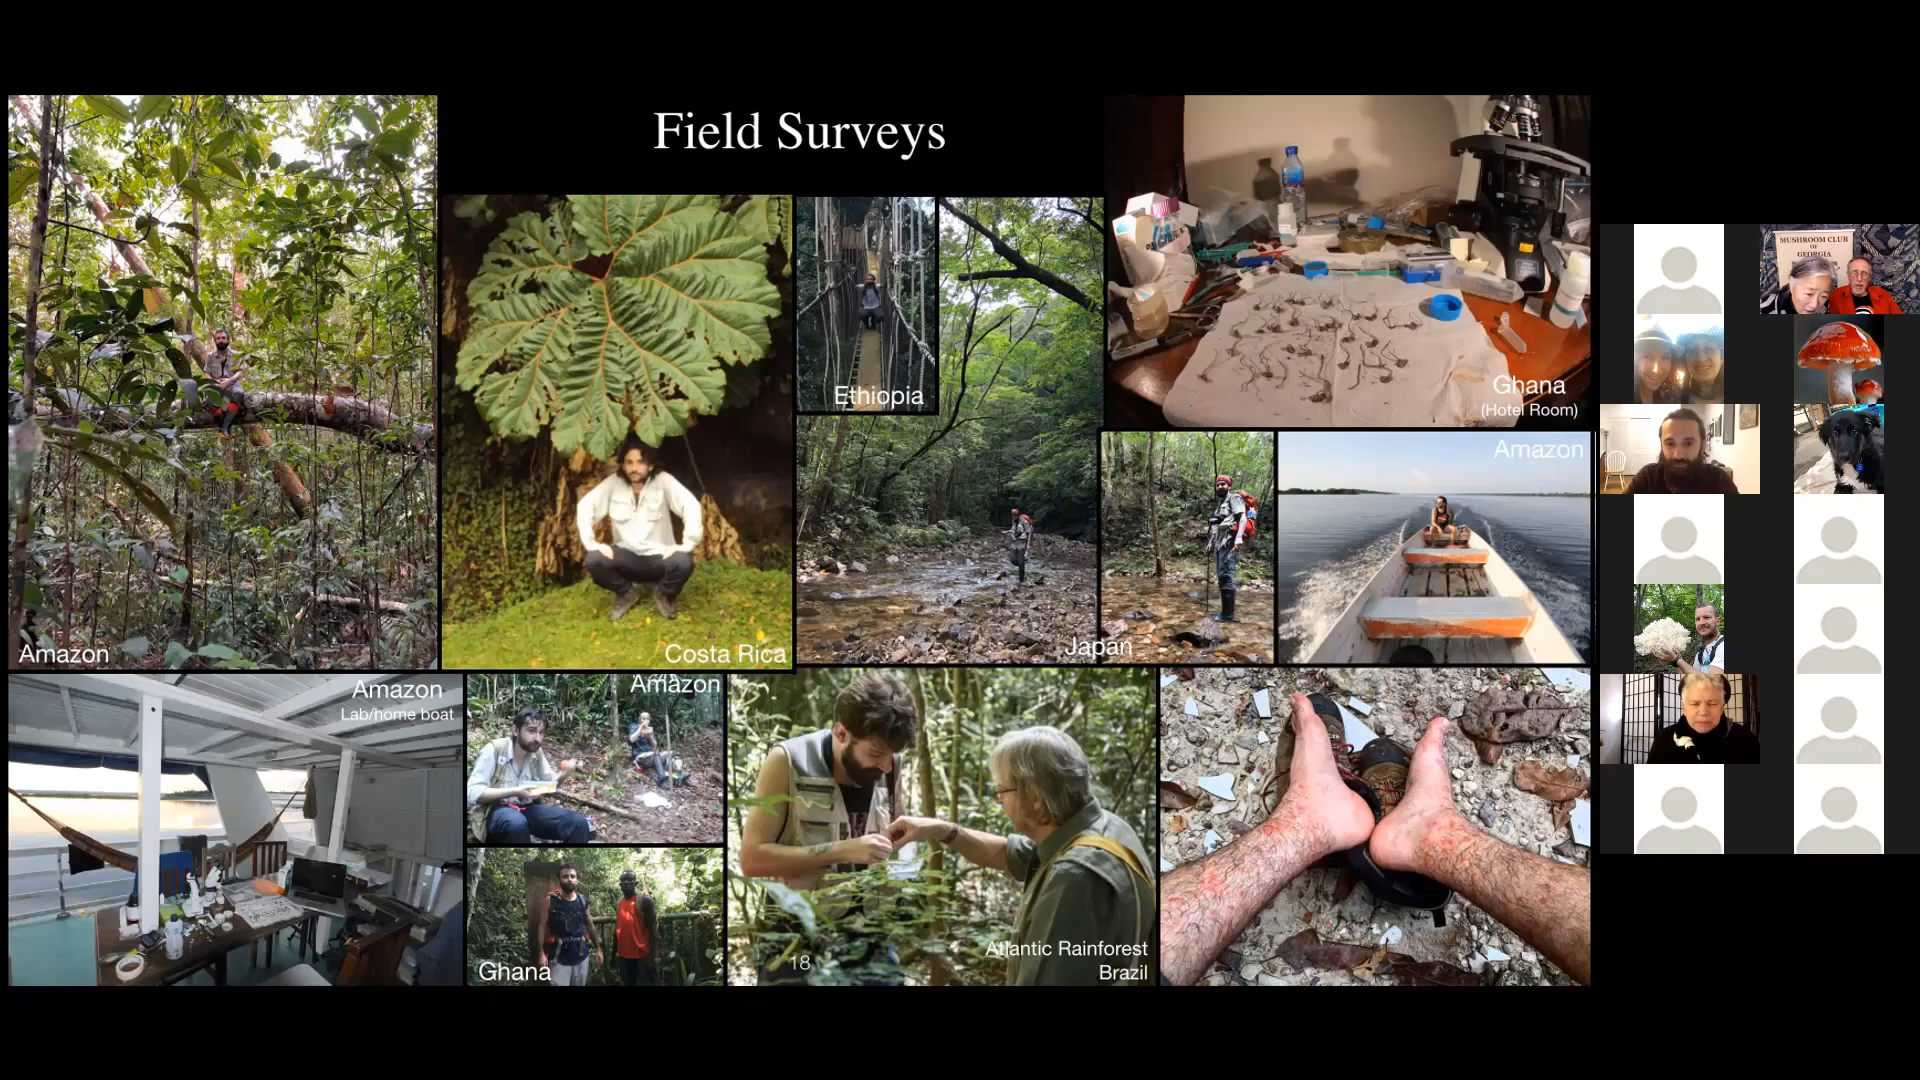 Field Surveys
Amazon
Costa Rica
Ethiopia
Japan
Ghana
(Hotel Room)
Amazon
Amazon
Lab/home boat
Amazon
Ghana
18
Atlantic Rainforest
Brazil
MUSHROOM CLUB
OF
GEORGIA